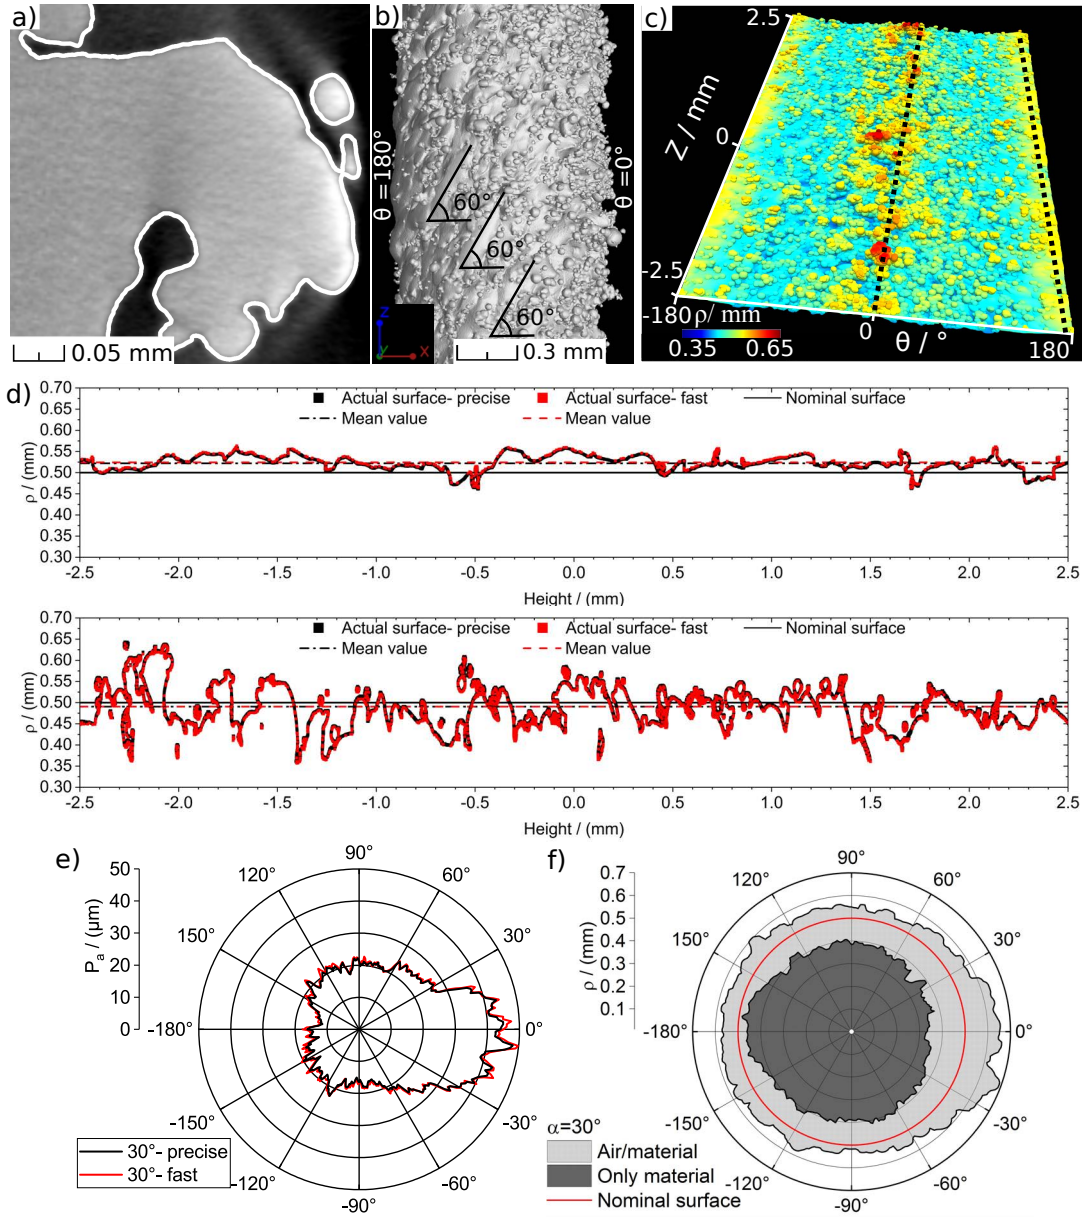 a)
0.05 mm
b)
θ =180°
θ=0°
60°
60°
60°
Z
Y
X
0.3 mm
c)
2.5
Z / mm
0
-2.5
-180
ρ/ mm
0.35
0.65
0
θ / °
180
d)
0.70
0.65
0.60
0.55
0.50
0.45
0.40
0.35
0.30
ρ / (mm)
Actual surface- precise
Actual surface- fast
Nominal surface
Mean value
Mean value
-2.5 -2.0 -1.5 -1.0 -0.5 0.0 0.5 1.0 1.5 2.0 2.5
Height / (mm)
0.70
0.65
0.60
0.55
0.50
0.45
0.40
0.35
0.30
ρ / (mm)
Actual surface- precise
Actual surface- fast
Nominal surface
Mean value
Mean value
-2.5 -2.0 -1.5 -1.0 -0.5 0.0 0.5 1.0 1.5 2.0 2.5
Height / (mm)
e)
50
40
30
20
10
0
Pa / (µm)
90°
60°
30°
0°
-30°
-60°
-90°
-120°
-150°
-180°
150°
120°
30°- precise
30°- fast
f)
0.7
0.6
0.5
0.4
0.3
0.2
0.1
ρ / (mm)
90°
60°
30°
0°
-30°
-60°
-90°
-120°
-150°
-180°
150°
120°
α=30°
Air/material
Only material
Nominal surface